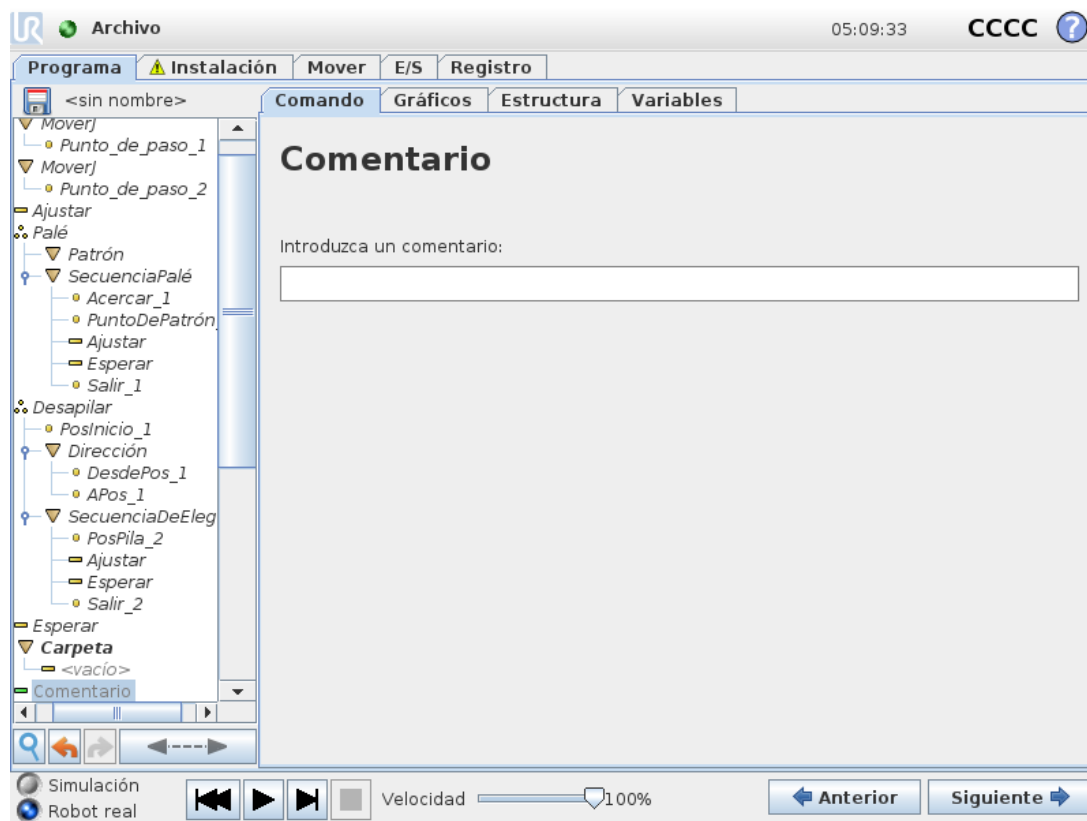 Archivo
05:09:33
CCCC
?
Programa
Instalación
Mover
E/S
Registro
<sin nombre>
Comando
Gráficos
Estructura
Variables
MoverJ
Punto_de_paso_1
MoverJ
Punto_de_paso_2
Ajustar
Palé
Patrón
SecuenciaPalé
Acercar_1
PuntoDePatrón_
Ajustar
Esperar
Salir_1
Desapilar
PosInicio_1
Dirección
DesdePos_1
APos_1
SecuenciaDeEleg
PosPila_2
Ajustar
Esperar
Salir_2
Esperar
Carpeta
<vacío>
Comentario
Comentario
Introduzca un comentario:
Simulación
Robot real
Velocidad
100%
Anterior
Siguiente